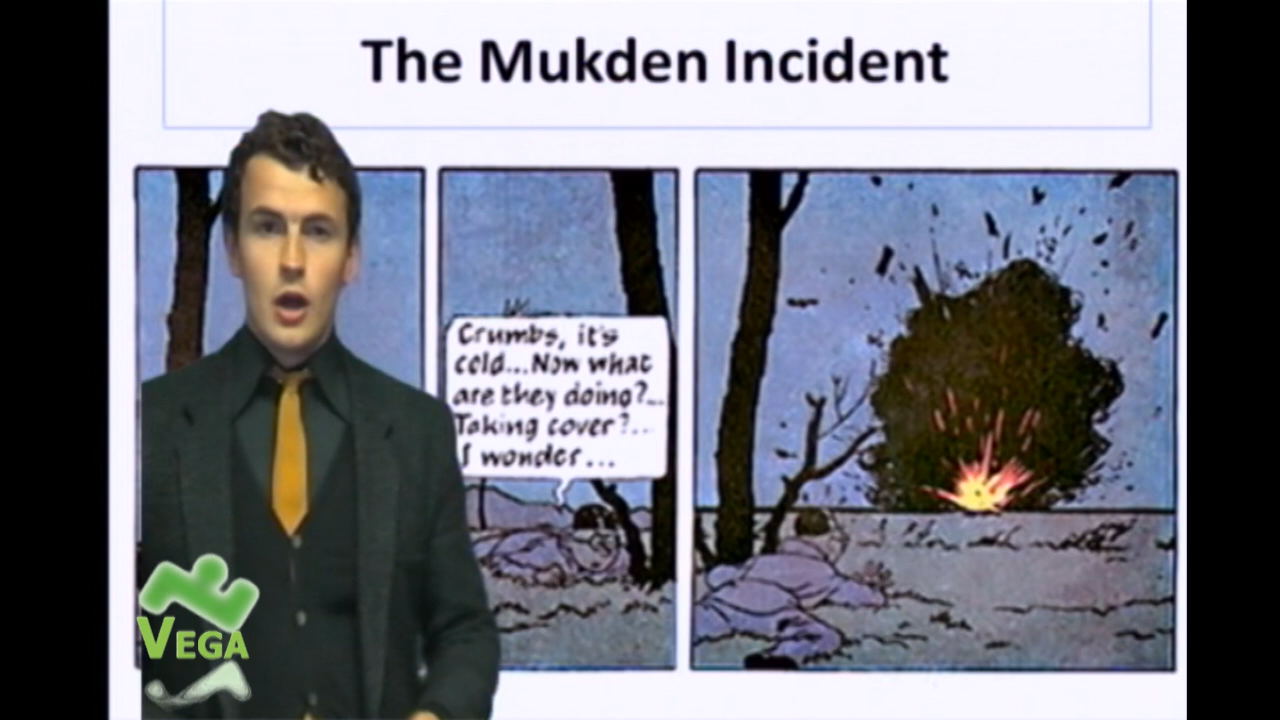 The Mukden Incident
Crumbs, it's
cold...Now what
are they doing?...
Taking cover?...
I wonder...
VEGA